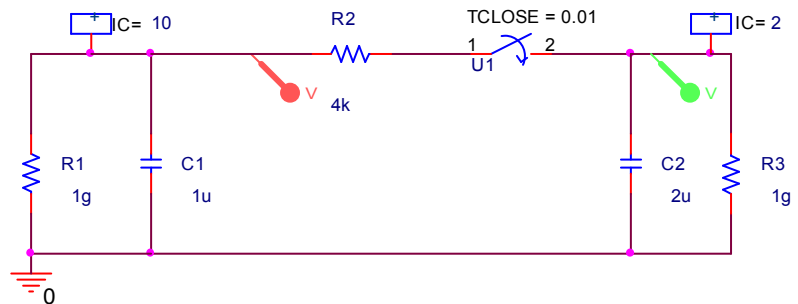 IC= 10
R2
TCLOSE = 0.01
IC= 2
1
2
U1
V
4k
V
R1
1g
C1
1u
C2
2u
R3
1g
0